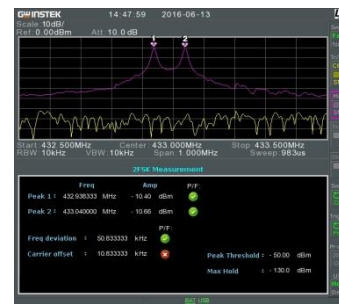 GWINSTEK 14:47:59 2016-06-13
Scale: 10dB/
Ref: 0.00dBm Att: 10.0 dB
1 2
Start: 432.500MHz Center: 433.000MHz Stop: 433.500MHz
RBW: 10kHz VBW: 10kHz Span: 1.000MHz Sweep: 983us
2FSK Measurement
Freq Amp P/F:
Peak 1 : 432.938333 MHz - 10.40 dBm
Peak 2 : 433.040000 MHz - 10.66 dBm
P/F:
Freq deviation : 50.833333 kHz
Carrier offset : 10.833333 kHz Peak Threshold : - 50.00 dBm
Max Hold : - 130.0 dBm
BAT USB